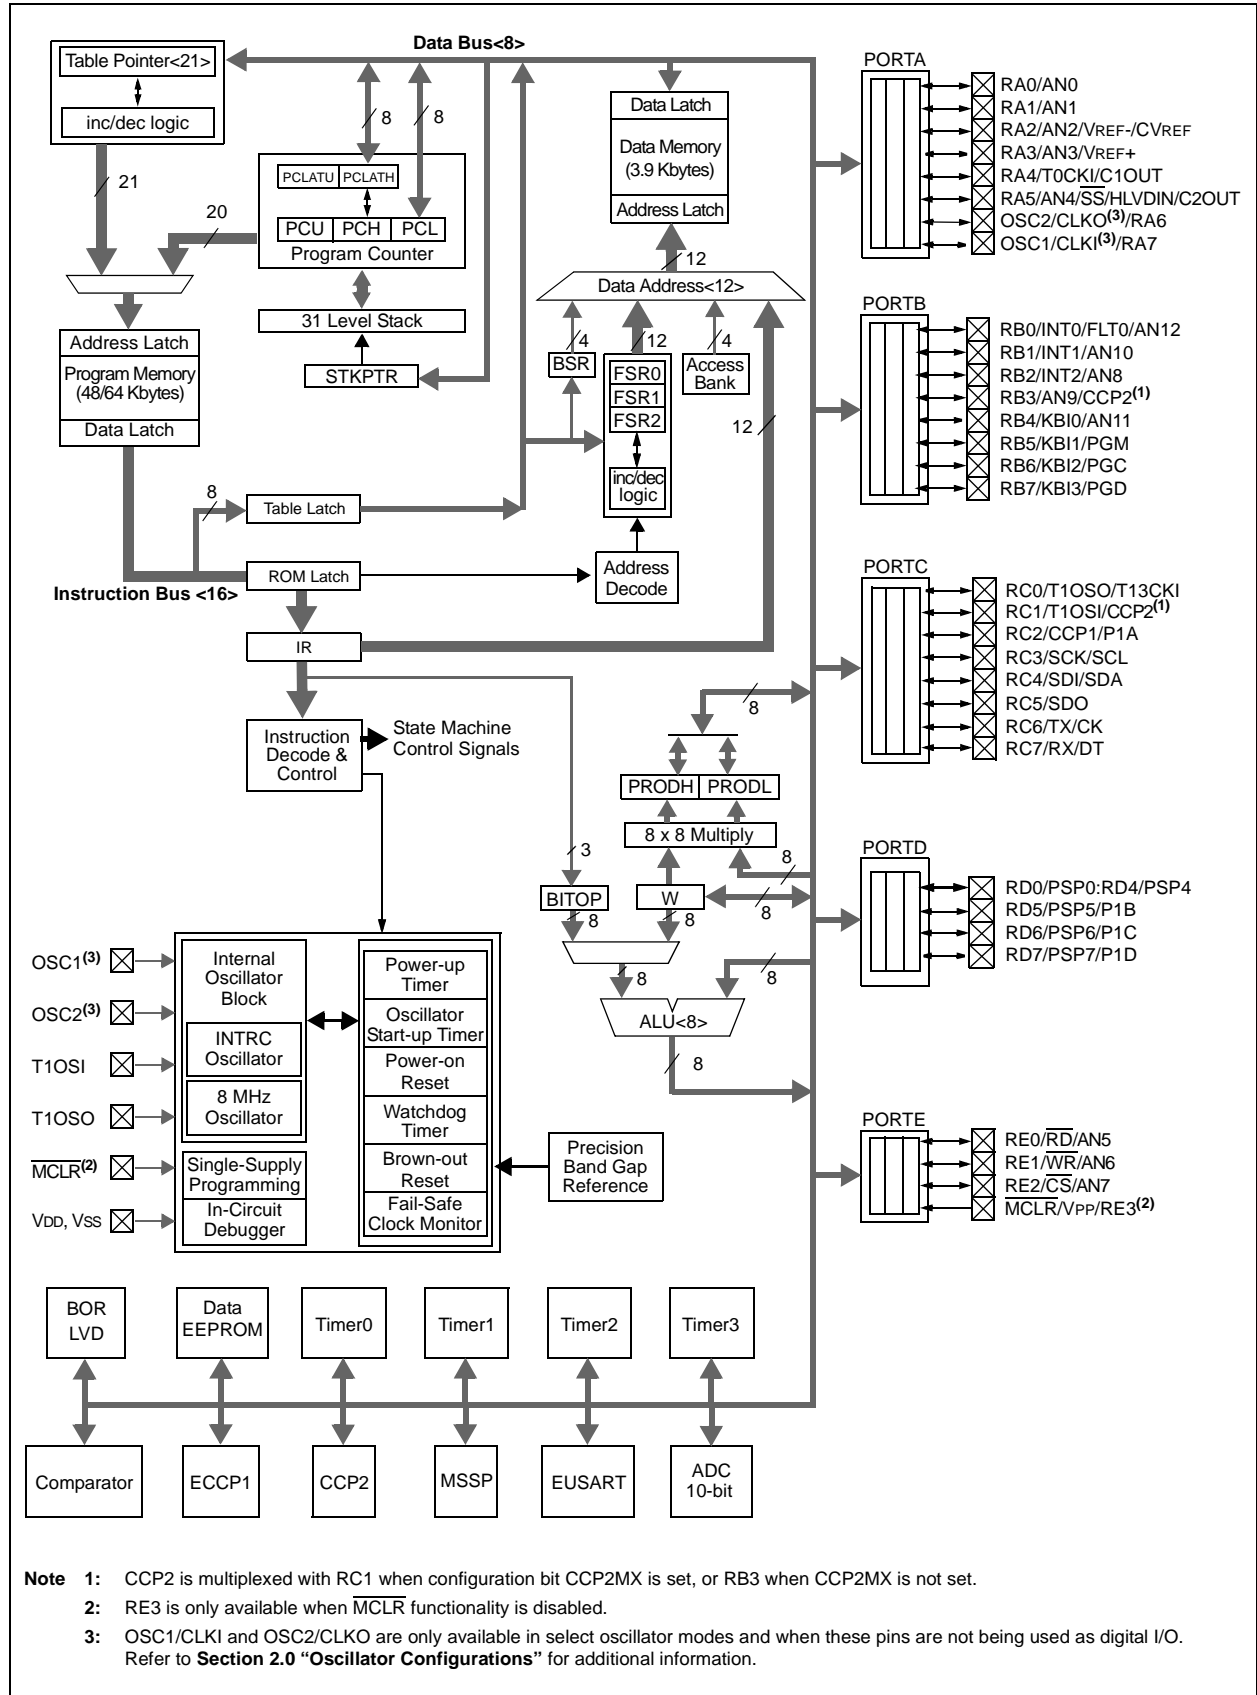 Data Bus<8>
Table Pointer<21>
inc/dec logic
21
20
8
8
PCLATU PCLATH
PCU PCH PCL
Program Counter
31 Level Stack
STKPTR
Address Latch
Program Memory
(48/64 Kbytes)
Data Latch
Data Latch
Data Memory
(3.9 Kbytes)
Address Latch
12
Data Address<12>
4
12
4
BSR
FSR0
FSR1
FSR2
inc/dec
logic
Access
Bank
12
8
Table Latch
ROM Latch
Instruction Bus <16>
Address
Decode
IR
Instruction
Decode &
Control
State Machine
Control Signals
8
PRODH PRODL
8 x 8 Multiply
3
8
BITOP
W
8
8
8
8
8
ALU<8>
8
OSC1(3)
OSC2(3)
T1OSI
T1OSO
MCLR(2)
VDD, VSS
Internal
Oscillator
Block
INTRC
Oscillator
8 MHz
Oscillator
Single-Supply
Programming
In-Circuit
Debugger
Power-up
Timer
Oscillator
Start-up Timer
Power-on
Reset
Watchdog
Timer
Brown-out
Reset
Fail-Safe
Clock Monitor
Precision
Band Gap
Reference
PORTA
RA0/AN0
RA1/AN1
RA2/AN2/VREF-/CVREF
RA3/AN3/VREF+
RA4/T0CKI/C1OUT
RA5/AN4/SS/HLVDIN/C2OUT
OSC2/CLKO(3)/RA6
OSC1/CLKI(3)/RA7
PORTB
RB0/INT0/FLT0/AN12
RB1/INT1/AN10
RB2/INT2/AN8
RB3/AN9/CCP2(1)
RB4/KBI0/AN11
RB5/KBI1/PGM
RB6/KBI2/PGC
RB7/KBI3/PGD
PORTC
RC0/T1OSO/T13CKI
RC1/T1OSI/CCP2(1)
RC2/CCP1/P1A
RC3/SCK/SCL
RC4/SDI/SDA
RC5/SDO
RC6/TX/CK
RC7/RX/DT
PORTD
RD0/PSP0:RD4/PSP4
RD5/PSP5/P1B
RD6/PSP6/P1C
RD7/PSP7/P1D
PORTE
RE0/RD/AN5
RE1/WR/AN6
RE2/CS/AN7
MCLR/VPP/RE3(2)
BOR
LVD
Data
EEPROM
Timer0
Timer1
Timer2
Timer3
Comparator
ECCP1
CCP2
MSSP
EUSART
ADC
10-bit
Note 1: CCP2 is multiplexed with RC1 when configuration bit CCP2MX is set, or RB3 when CCP2MX is not set.
2: RE3 is only available when MCLR functionality is disabled.
3: OSC1/CLKI and OSC2/CLKO are only available in select oscillator modes and when these pins are not being used as digital I/O.
Refer to Section 2.0 “Oscillator Configurations” for additional information.